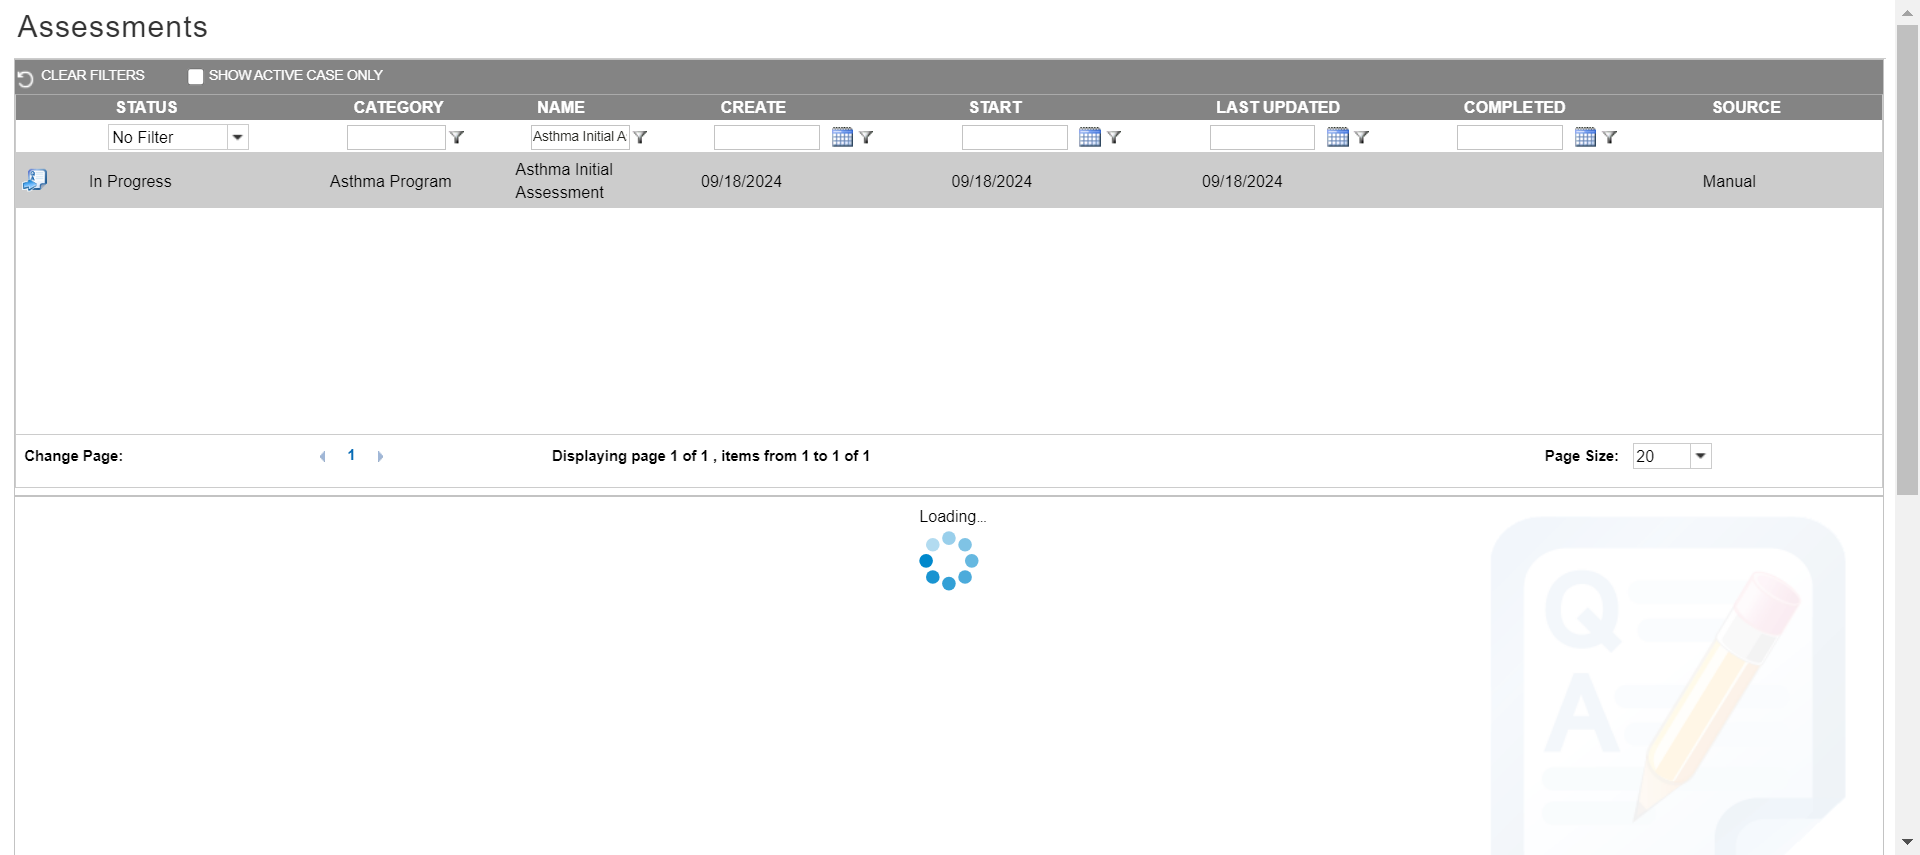 Assessments
CLEAR FILTERS SHOW ACTIVE CASE ONLY
STATUS CATEGORY NAME CREATE START LAST UPDATED COMPLETED SOURCE
No Filter Asthma Initial A
In Progress Asthma Program Asthma Initial 09/18/2024 09/18/2024 09/18/2024 Manual
Assessment
Change Page: 1 Displaying page 1 of 1 , items from 1 to 1 of 1 Page Size: 20
Loading...
Q
A